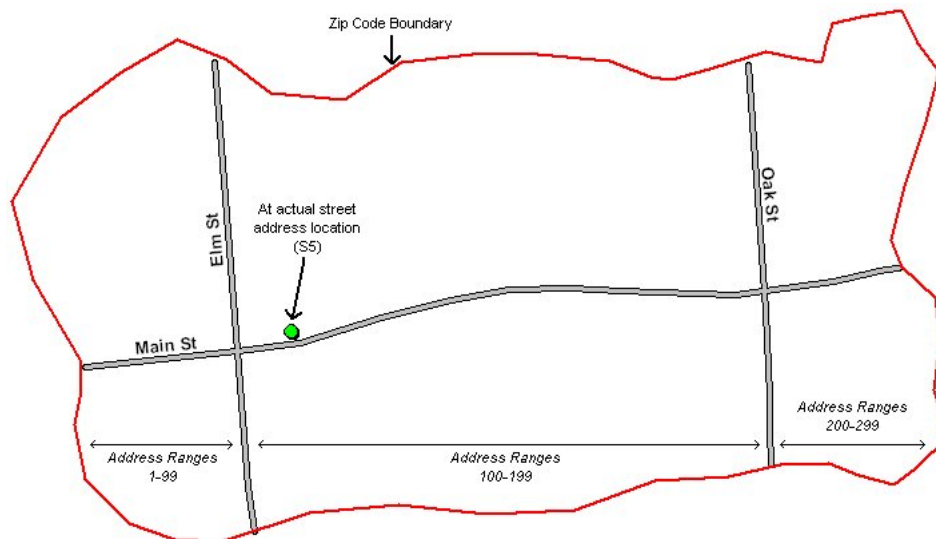 Zip Code Boundary
Elm St
Oak St
At actual street
address location
(S5)
Main St
Address Ranges
1-99
Address Ranges
100-199
Address Ranges
200-299